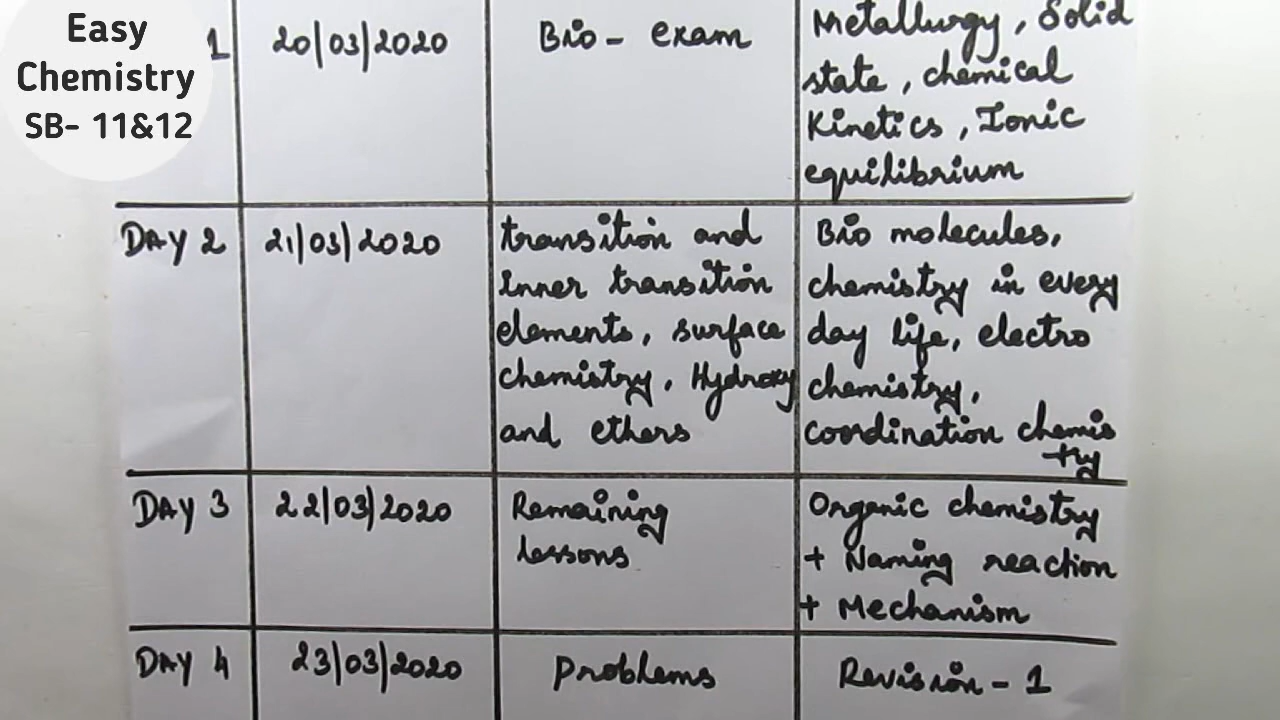 Easy
Chemistry
SB- 11&12
1 20/03/2020 Bio - exam Metallurgy, Solid
state, chemical
Kinetics, Ionic
equilibrium
DAY 2 21/03/2020 transition and
inner transition
elements, surface
chemistry, Hydroxy
and ethers
Bio molecules,
chemistry in every
day life, electro
chemistry,
coordination chemis
try
DAY 3 22/03/2020 Remaining
lessons
Organic chemistry
+ Naming reaction
+ Mechanism
DAY 4 23/03/2020 Problems Revision - 1